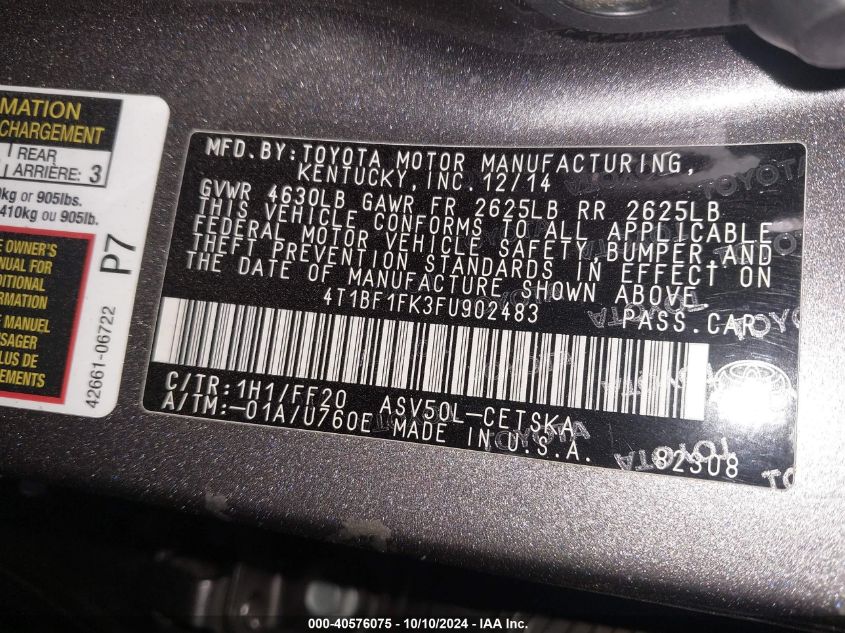 MATION
CHARGEMENT
REAR
ARRIÈRE: 3
kg or 905lbs.
410kg ou 905lb.
OWNER'S
FOR
DITIONAL
ORMATION
MANUEL
SAGER
PLUS DE
EMENTS
P7
42661-06722
MFD.BY:TOYOTA MOTOR MANUFACTURING,
KENTUCKY, INC. 12/14
GVWR 4630LB GAWR FR 2625LB RR 2625LB
THIS VEHICLE CONFORMS TO ALL APPLICABLE
FEDERAL MOTOR VEHICLE SAFETY,BUMPER,AND
THEFT PREVENTION STANDARDS IN EFFECT ON
THE DATE OF MANUFACTURE SHOWN ABOVE
4T1BF1FK3FU902483 PASS.CAR
C/TR:1H1/FF20 ASV50L-CETSKA
A/TM:-01A/U760E MADE IN U.S.A. 82308
TOYOTA
000-40576075 - 10/10/2024 - IAA Inc.